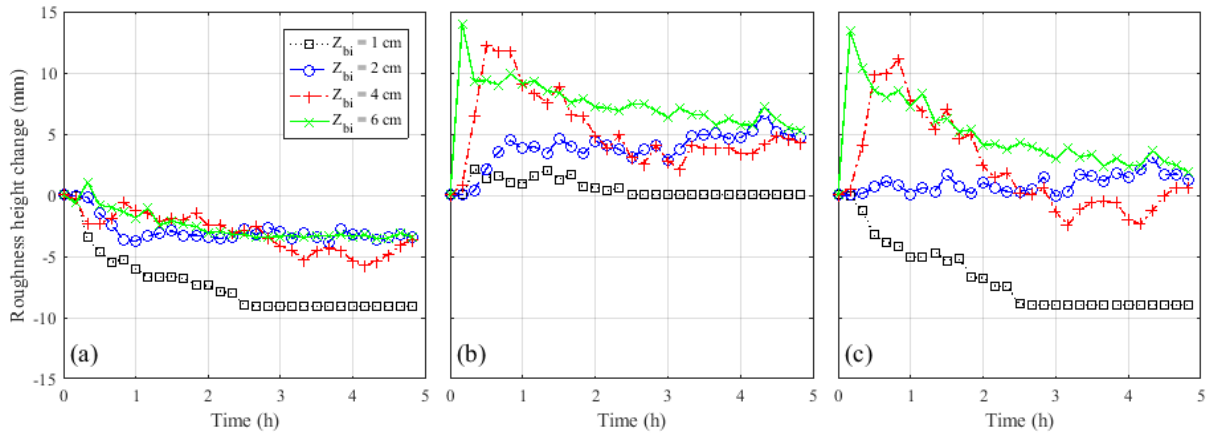 Roughness height change (mm)
15
10
5
0
-5
-10
-15
Z_bi = 1 cm
Z_bi = 2 cm
Z_bi = 4 cm
Z_bi = 6 cm
(a)
(b)
(c)
0 1 2 3 4 5
0 1 2 3 4 5
0 1 2 3 4 5
Time (h)
Time (h)
Time (h)